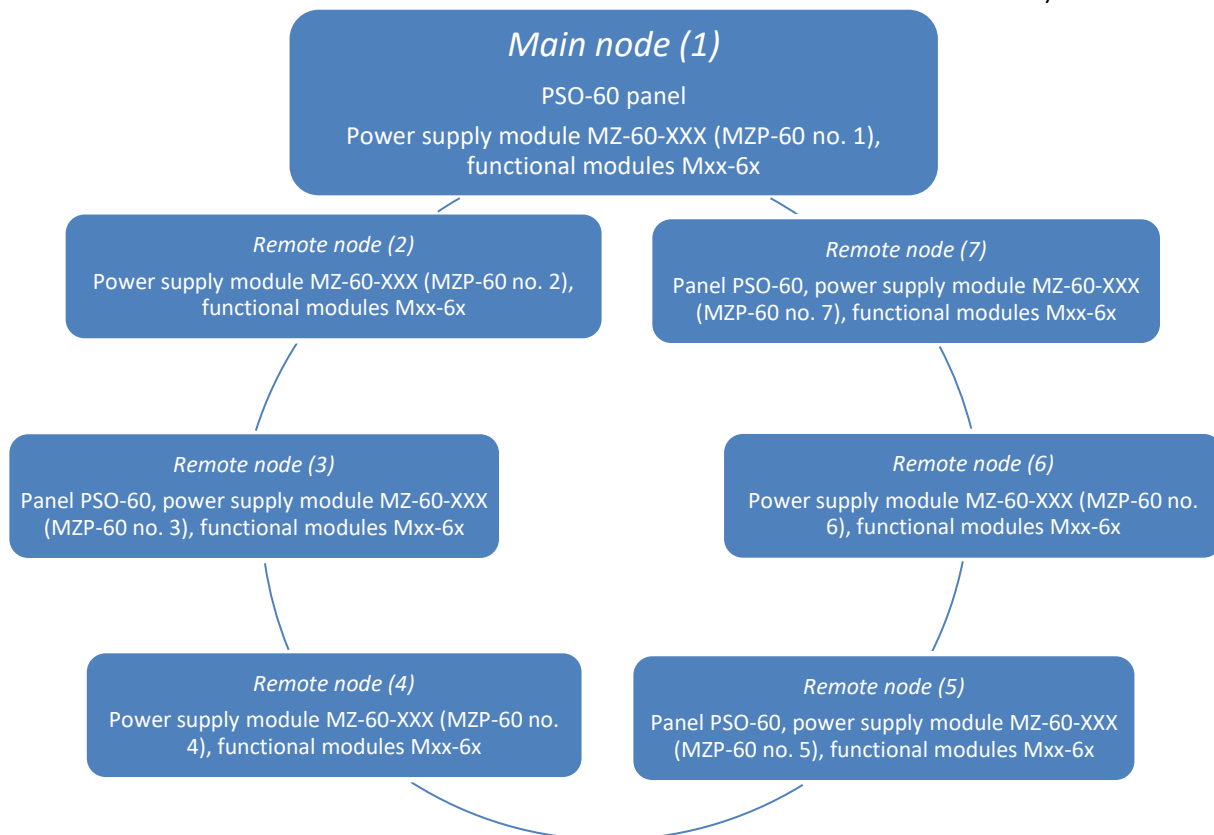 Main node (1)
PSO-60 panel
Power supply module MZ-60-XXX (MZP-60 no. 1),
functional modules Mxx-6x
Remote node (2)
Power supply module MZ-60-XXX (MZP-60 no. 2),
functional modules Mxx-6x
Remote node (7)
Panel PSO-60, power supply module MZ-60-XXX
(MZP-60 no. 7), functional modules Mxx-6x
Remote node (3)
Panel PSO-60, power supply module MZ-60-XXX
(MZP-60 no. 3), functional modules Mxx-6x
Remote node (6)
Power supply module MZ-60-XXX (MZP-60 no.
6), functional modules Mxx-6x
Remote node (4)
Power supply module MZ-60-XXX (MZP-60 no.
4), functional modules Mxx-6x
Remote node (5)
Panel PSO-60, power supply module MZ-60-XXX
(MZP-60 no. 5), functional modules Mxx-6x